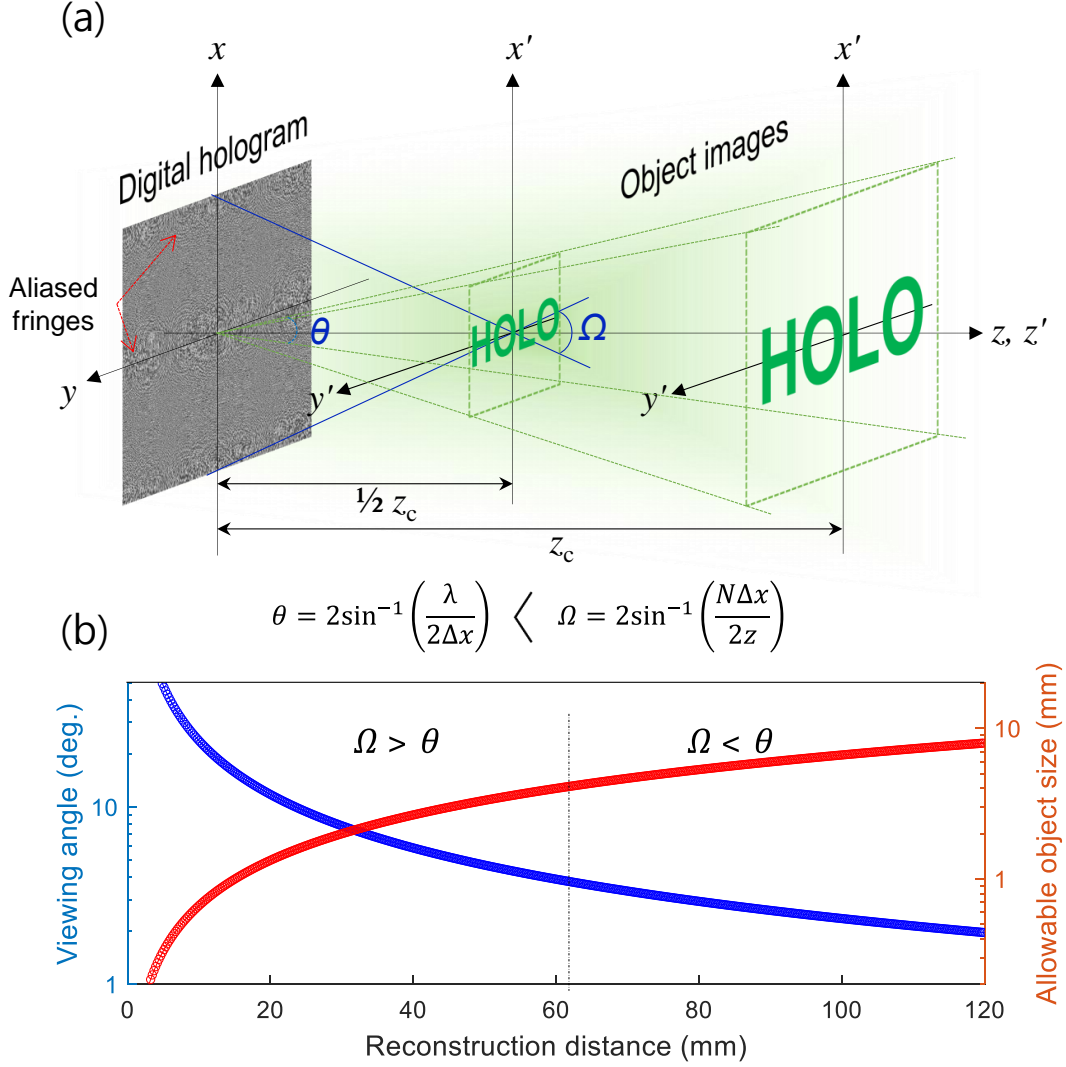 (a)
x
x′
x′
Digital hologram
Object images
Aliased
fringes
θ
HOLO
Ω
HOLO
z, z′
y
y′
y′
½ z_c
z_c
θ = 2sin⁻¹(λ/2Δx) < Ω = 2sin⁻¹(NΔx/2z)
(b)
Viewing angle (deg.)
Allowable object size (mm)
Ω > θ
Ω < θ
10
10
1
1
0
20
40
60
80
100
120
Reconstruction distance (mm)